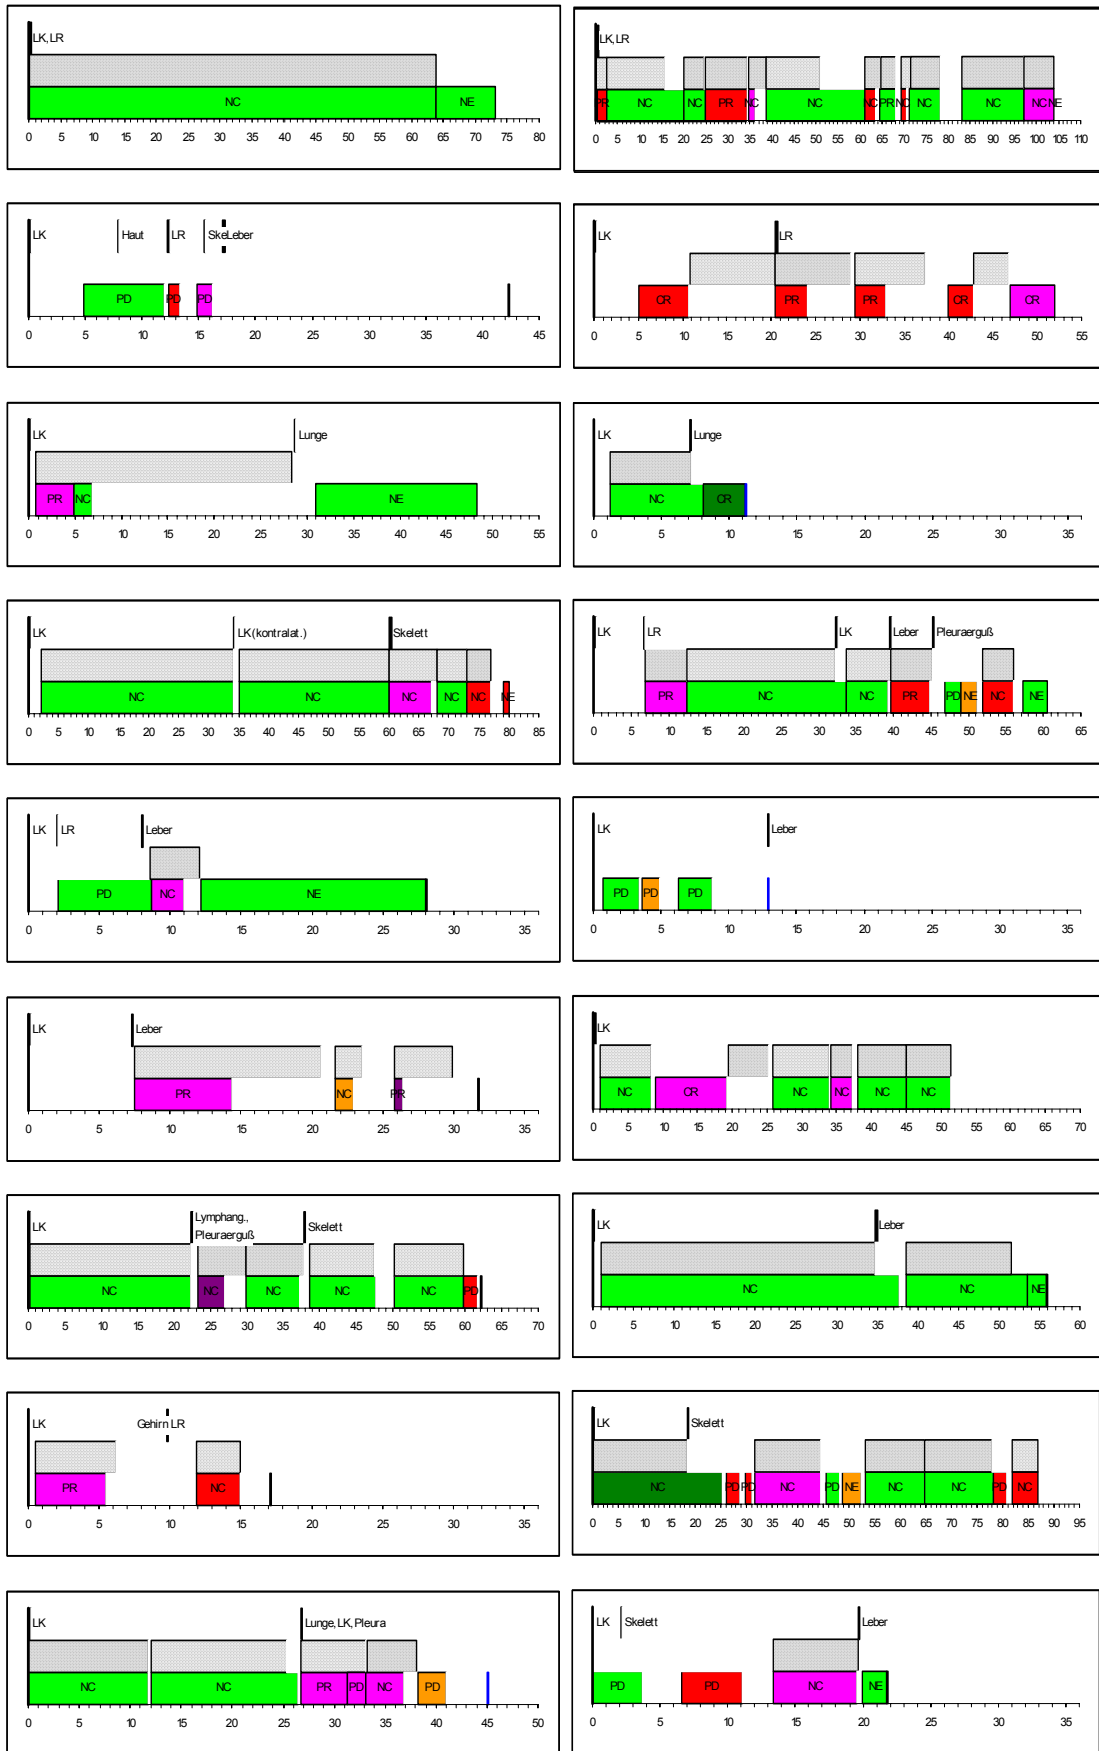 LK, LR
NC NE
0 5 10 15 20 25 30 35 40 45 50 55 60 65 70 75 80
LK, LR
PR NC NC PR NC NC NC PR NC NC NC NC NE
0 5 10 15 20 25 30 35 40 45 50 55 60 65 70 75 80 85 90 95 100 105 110
LK Haut LR Ske Leber
PD PD PD
0 5 10 15 20 25 30 35 40 45
LK LR
CR PR PR CR CR
0 5 10 15 20 25 30 35 40 45 50 55
LK Lunge
PR NC NE
0 5 10 15 20 25 30 35 40 45 50 55
LK Lunge
NC CR
0 5 10 15 20 25 30 35
LK LK (kontralat.) Skelett
NC NC NC NC NC NE
0 5 10 15 20 25 30 35 40 45 50 55 60 65 70 75 80 85
LK LR LK Leber Pleuraerguß
PR NC NC PR PD NE NC NE
0 5 10 15 20 25 30 35 40 45 50 55 60 65
LK LR Leber
PD NC NE
0 5 10 15 20 25 30 35
LK Leber
PD PD PD
0 5 10 15 20 25 30 35
LK Leber
PR NC PR
0 5 10 15 20 25 30 35
LK
NC CR NC NC NC NC
0 5 10 15 20 25 30 35 40 45 50 55 60 65 70
Lymphang.,
LK Pleuraerguß Skelett
NC NC NC NC NC PD
0 5 10 15 20 25 30 35 40 45 50 55 60 65 70
LK Leber
NC NC NE
0 5 10 15 20 25 30 35 40 45 50 55 60
LK Gehirn LR
PR NC
0 5 10 15 20 25 30 35
LK Skelett
NC PD PD NC PD NE NC NC PD NC
0 5 10 15 20 25 30 35 40 45 50 55 60 65 70 75 80 85 90 95
LK Lunge, LK, Pleura
NC NC PR PD NC PD
0 5 10 15 20 25 30 35 40 45 50
LK Skelett Leber
PD PD NC NE
0 5 10 15 20 25 30 35